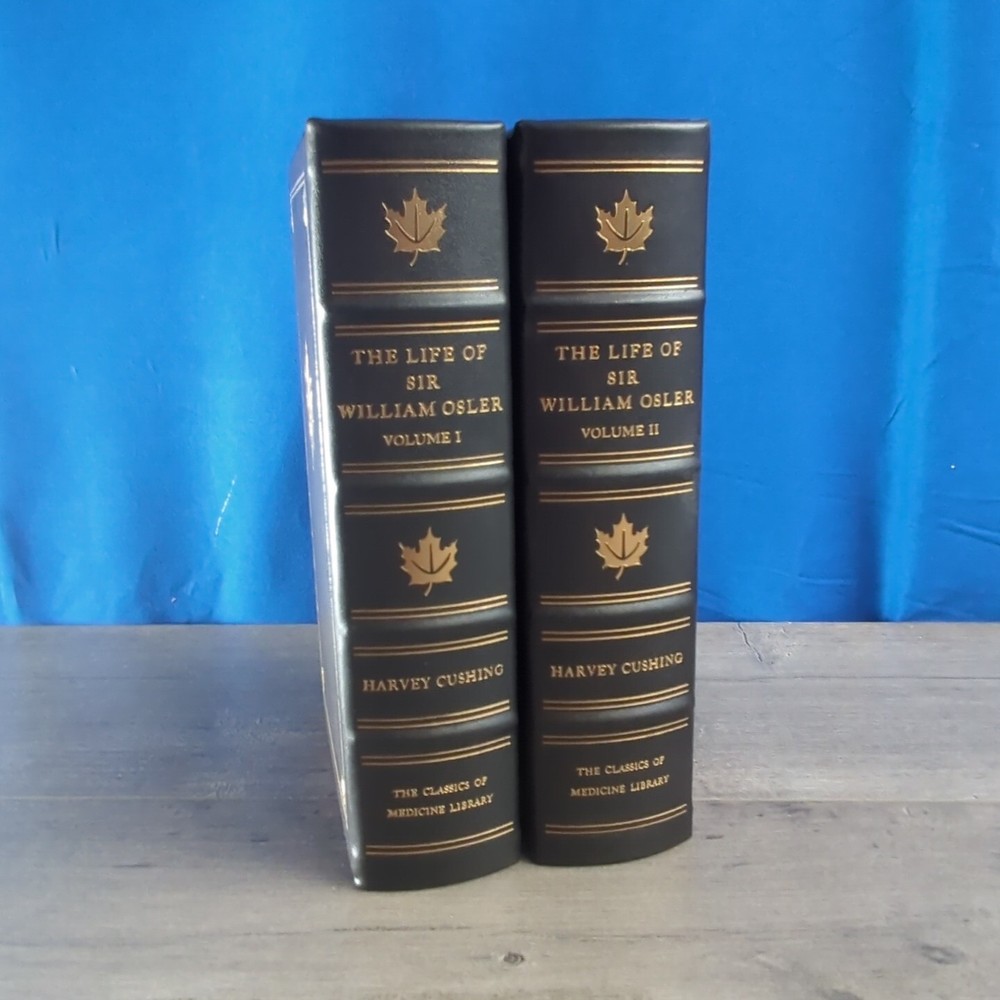 THE LIFE OF
SIR
WILLIAM OSLER
VOLUME I
HARVEY CUSHING
THE CLASSICS OF
MEDICINE LIBRARY
THE LIFE OF
SIR
WILLIAM OSLER
VOLUME II
HARVEY CUSHING
THE CLASSICS OF
MEDICINE LIBRARY